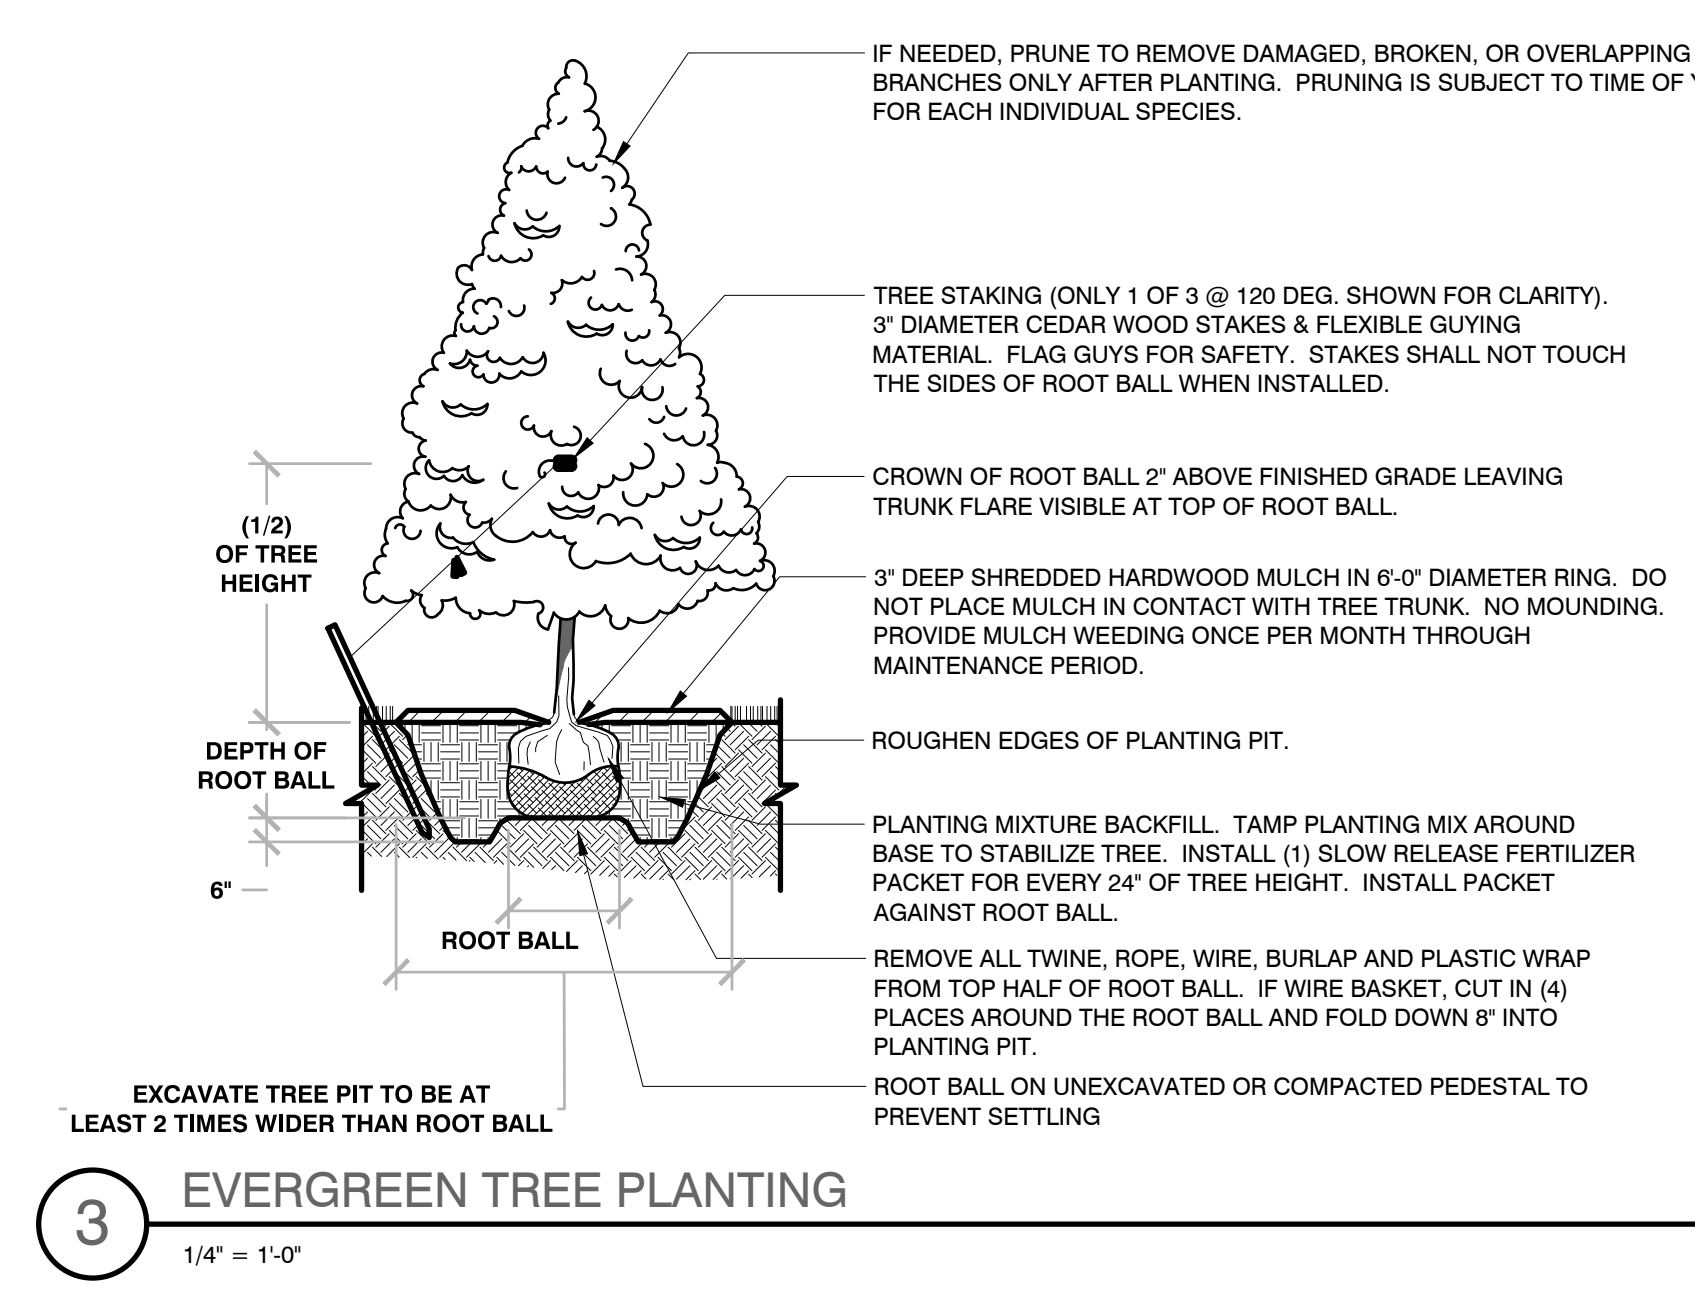 IF NEEDED, PRUNE TO REMOVE DAMAGED, BROKEN, OR OVERLAPPING
BRANCHES ONLY AFTER PLANTING. PRUNING IS SUBJECT TO TIME OF
FOR EACH INDIVIDUAL SPECIES.
TREE STAKING (ONLY 1 OF 3 @ 120 DEG. SHOWN FOR CLARITY).
3" DIAMETER CEDAR WOOD STAKES & FLEXIBLE GUYING
MATERIAL. FLAG GUYS FOR SAFETY. STAKES SHALL NOT TOUCH
THE SIDES OF ROOT BALL WHEN INSTALLED.
CROWN OF ROOT BALL 2" ABOVE FINISHED GRADE LEAVING
TRUNK FLARE VISIBLE AT TOP OF ROOT BALL.
(1/2)
OF TREE
HEIGHT
3" DEEP SHREDDED HARDWOOD MULCH IN 6'-0" DIAMETER RING. DO
NOT PLACE MULCH IN CONTACT WITH TREE TRUNK. NO MOUNDING.
PROVIDE MULCH WEEDING ONCE PER MONTH THROUGH
MAINTENANCE PERIOD.
DEPTH OF
ROOT BALL
ROUGHEN EDGES OF PLANTING PIT.
PLANTING MIXTURE BACKFILL. TAMP PLANTING MIX AROUND
BASE TO STABILIZE TREE. INSTALL (1) SLOW RELEASE FERTILIZER
PACKET FOR EVERY 24" OF TREE HEIGHT. INSTALL PACKET
AGAINST ROOT BALL.
6"
ROOT BALL
REMOVE ALL TWINE, ROPE, WIRE, BURLAP AND PLASTIC WRAP
FROM TOP HALF OF ROOT BALL. IF WIRE BASKET, CUT IN (4)
PLACES AROUND THE ROOT BALL AND FOLD DOWN 8" INTO
PLANTING PIT.
ROOT BALL ON UNEXCAVATED OR COMPACTED PEDESTAL TO
PREVENT SETTLING
EXCAVATE TREE PIT TO BE AT
LEAST 2 TIMES WIDER THAN ROOT BALL
3
EVERGREEN TREE PLANTING
1/4" = 1'-0"